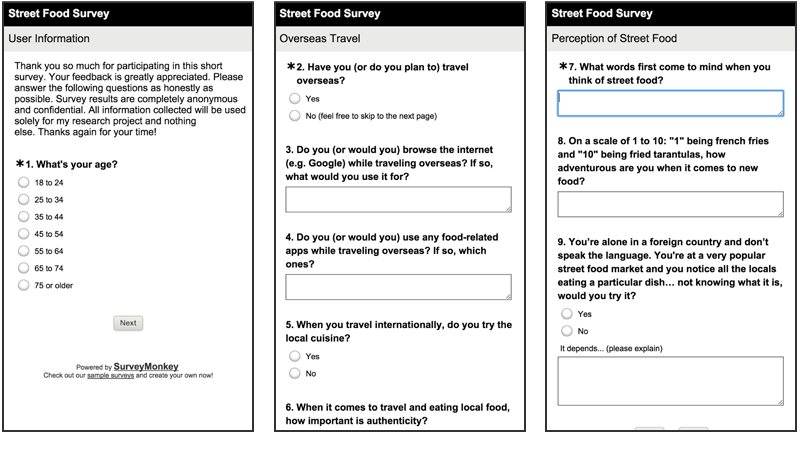 Street Food Survey
User Information
Thank you so much for participating in this short
survey. Your feedback is greatly appreciated. Please
answer the following questions as honestly as
possible. Survey results are completely anonymous
and confidential. All information collected will be used
solely for my research project and nothing
else. Thanks again for your time!
*1. What's your age?
18 to 24
25 to 34
35 to 44
45 to 54
55 to 64
65 to 74
75 or older
Next
Powered by SurveyMonkey
Check out our sample surveys and create your own now!
Street Food Survey
Overseas Travel
*2. Have you (or do you plan to) travel
overseas?
Yes
No (feel free to skip to the next page)
3. Do you (or would you) browse the internet
(e.g. Google) while traveling overseas? If so,
what would you use it for?
4. Do you (or would you) use any food-related
apps while traveling overseas? If so, which
ones?
5. When you travel internationally, do you try the
local cuisine?
Yes
No
6. When it comes to travel and eating local food,
how important is authenticity?
Street Food Survey
Perception of Street Food
*7. What words first come to mind when you
think of street food?
8. On a scale of 1 to 10: "1" being french fries
and "10" being fried tarantulas, how
adventurous are you when it comes to new
food?
9. You're alone in a foreign country and don't
speak the language. You're at a very popular
street food market and you notice all the locals
eating a particular dish... not knowing what it is,
would you try it?
Yes
No
It depends... (please explain)